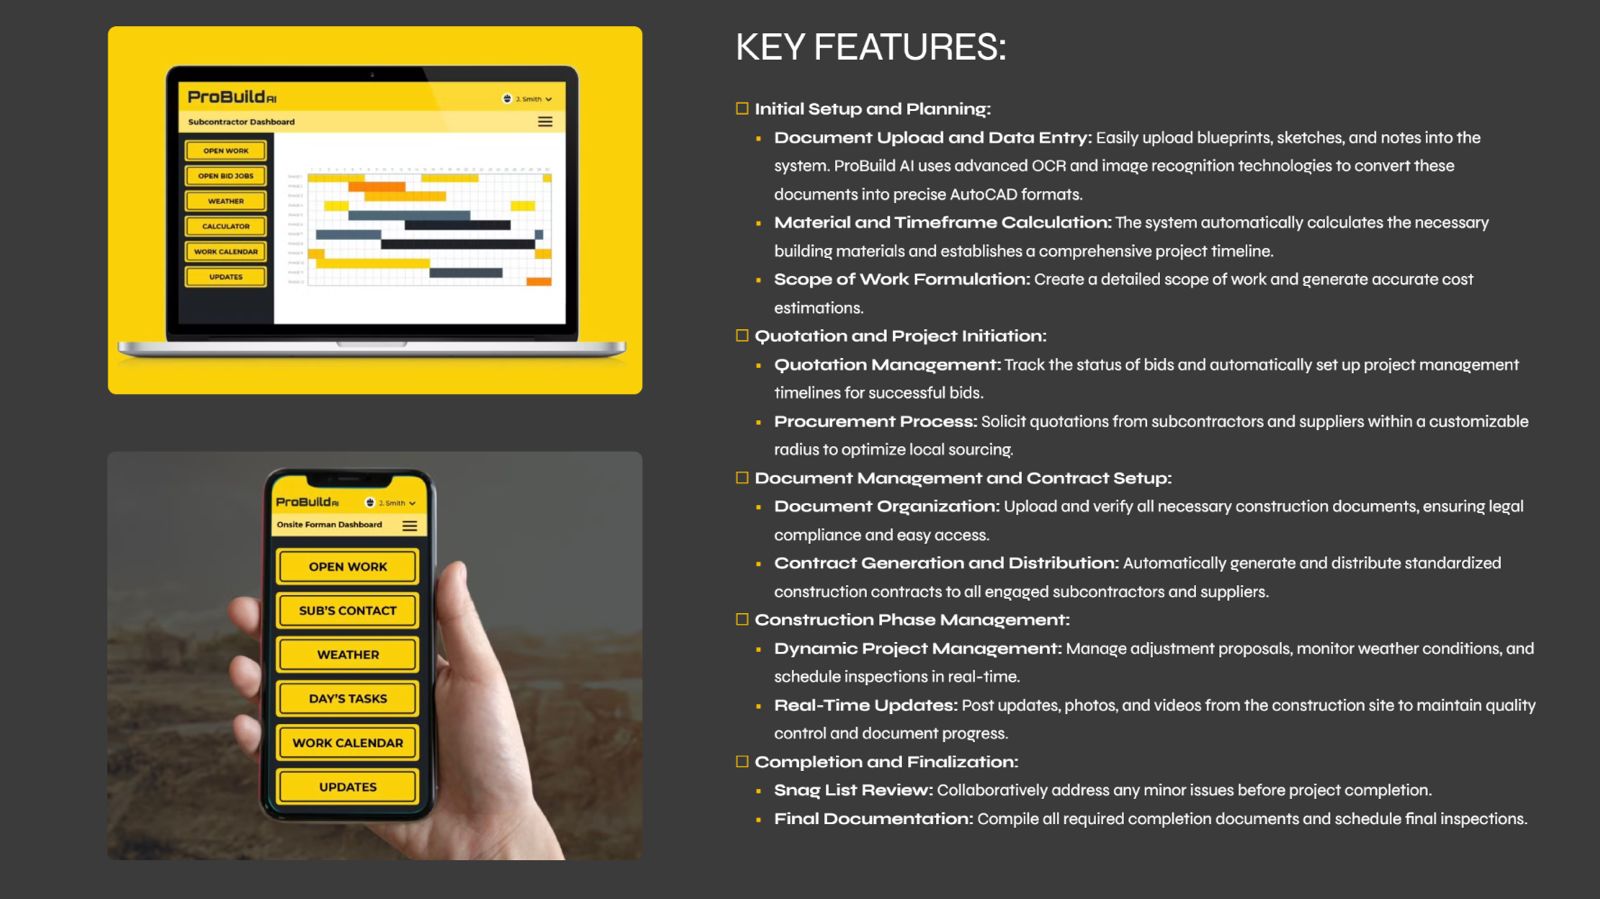 ProBuild AI
J. Smith
Subcontractor Dashboard
OPEN WORK
OPEN BID JOBS
WEATHER
CALCULATOR
WORK CALENDAR
UPDATES
ProBuild AI
J. Smith
Onsite Forman Dashboard
OPEN WORK
SUB'S CONTACT
WEATHER
DAY'S TASKS
WORK CALENDAR
UPDATES
KEY FEATURES:
Initial Setup and Planning:
Document Upload and Data Entry: Easily upload blueprints, sketches, and notes into the
system. ProBuild AI uses advanced OCR and image recognition technologies to convert these
documents into precise AutoCAD formats.
Material and Timeframe Calculation: The system automatically calculates the necessary
building materials and establishes a comprehensive project timeline.
Scope of Work Formulation: Create a detailed scope of work and generate accurate cost
estimations.
Quotation and Project Initiation:
Quotation Management: Track the status of bids and automatically set up project management
timelines for successful bids.
Procurement Process: Solicit quotations from subcontractors and suppliers within a customizable
radius to optimize local sourcing.
Document Management and Contract Setup:
Document Organization: Upload and verify all necessary construction documents, ensuring legal
compliance and easy access.
Contract Generation and Distribution: Automatically generate and distribute standardized
construction contracts to all engaged subcontractors and suppliers.
Construction Phase Management:
Dynamic Project Management: Manage adjustment proposals, monitor weather conditions, and
schedule inspections in real-time.
Real-Time Updates: Post updates, photos, and videos from the construction site to maintain quality
control and document progress.
Completion and Finalization:
Snag List Review: Collaboratively address any minor issues before project completion.
Final Documentation: Compile all required completion documents and schedule final inspections.